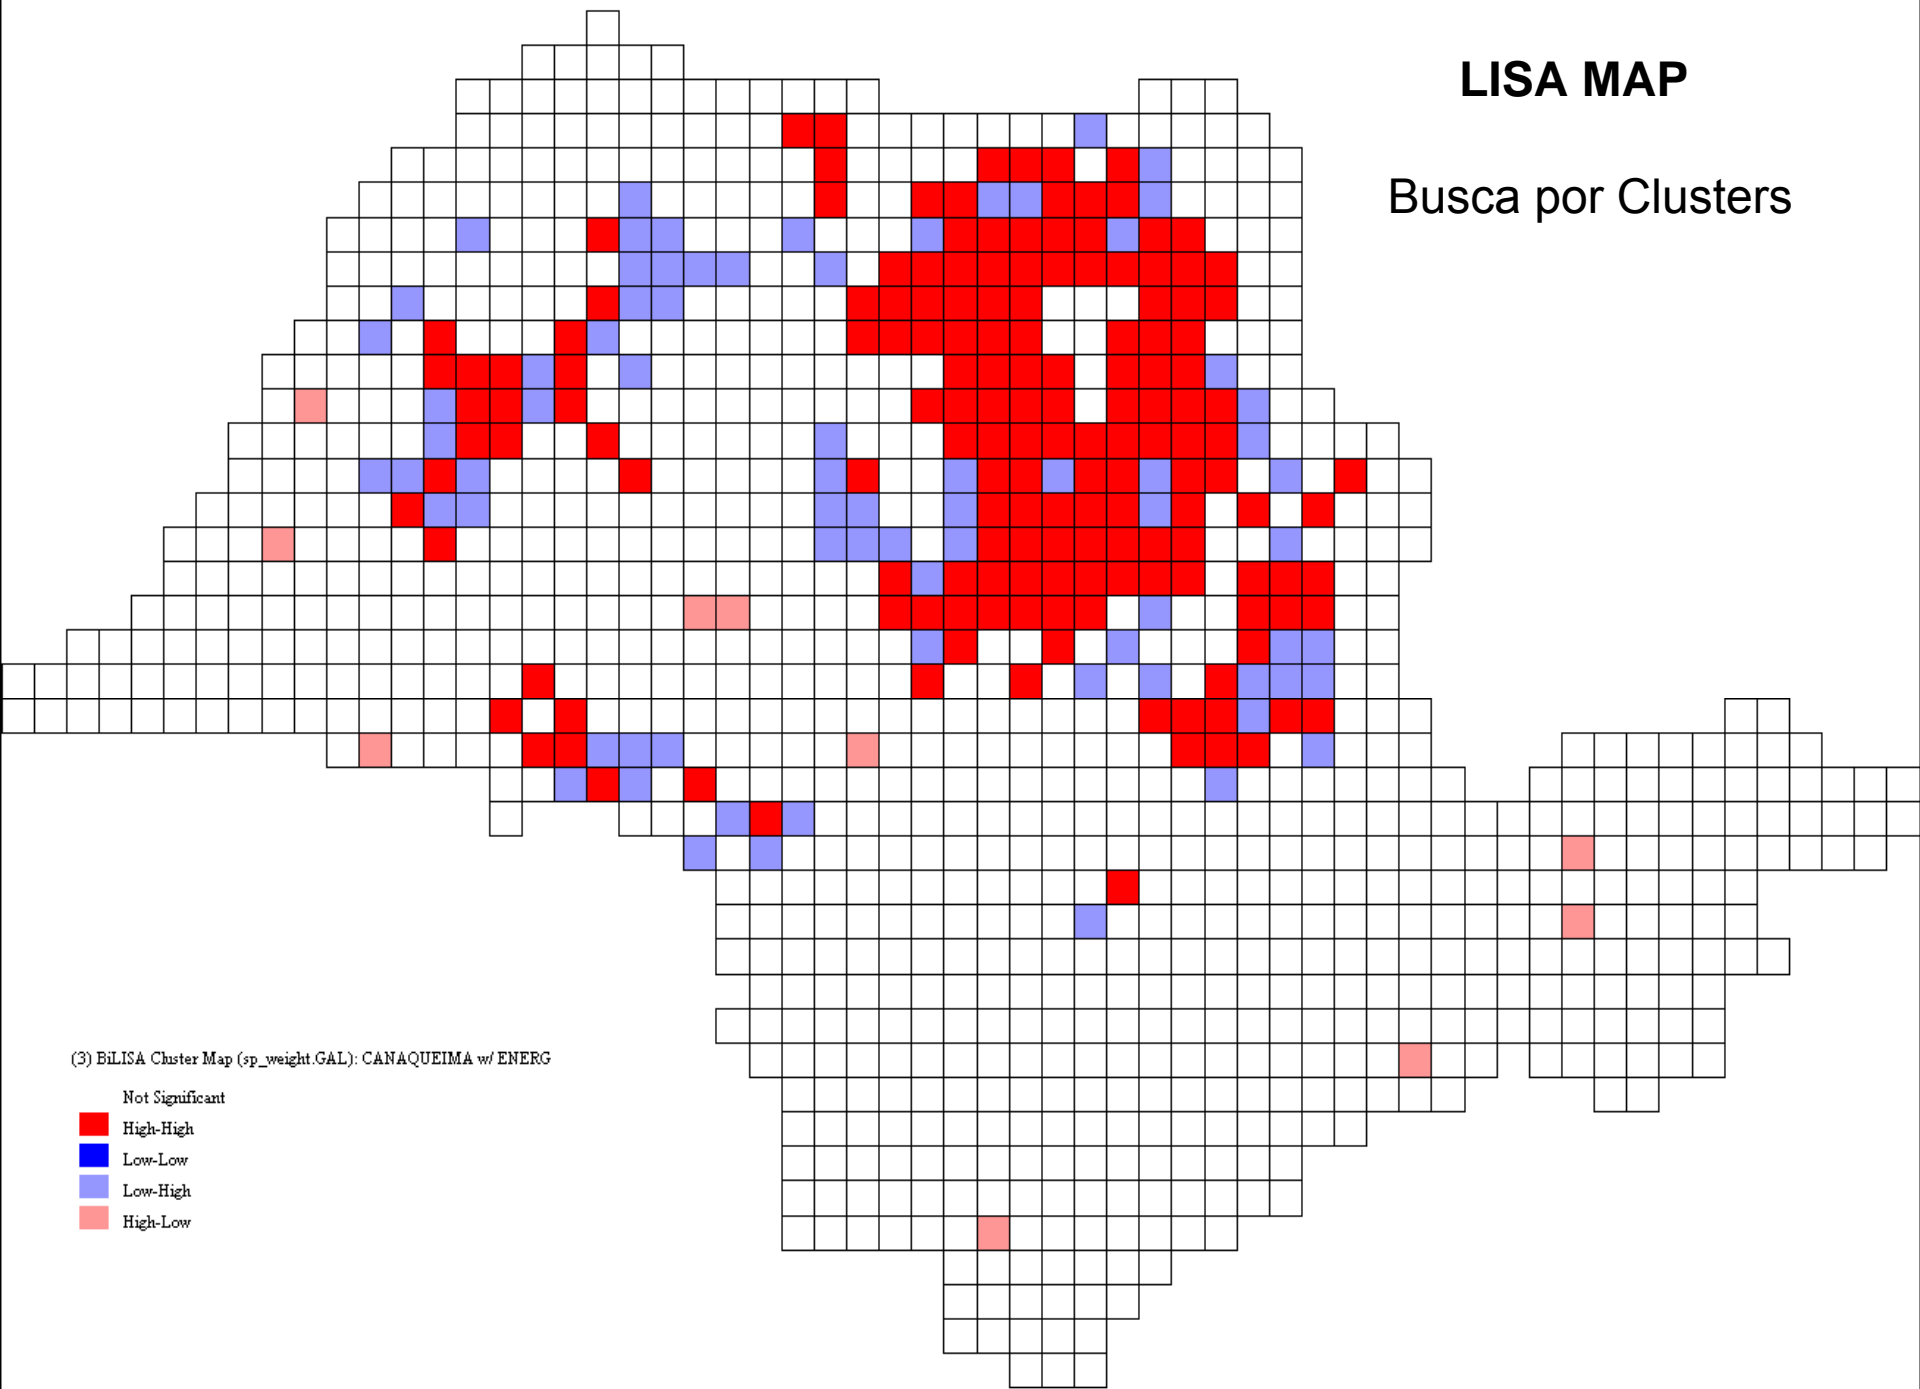 LISA MAP
Busca por Clusters
(3) BiLISA Cluster Map (sp_weight.GAL): CANAQUEIMA w/ ENERG
Not Significant
High-High
Low-Low
Low-High
High-Low